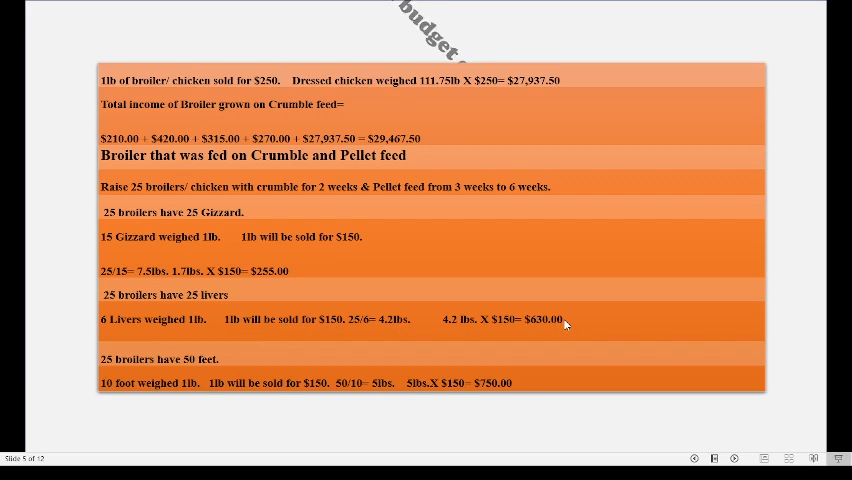 budget.
1lb of broiler/ chicken sold for $250. Dressed chicken weighed 111.75lb X $250= $27,937.50
Total income of Broiler grown on Crumble feed=
$210.00 + $420.00 + $315.00 + $270.00 + $27,937.50 = $29,467.50
Broiler that was fed on Crumble and Pellet feed
Raise 25 broilers/ chicken with crumble for 2 weeks & Pellet feed from 3 weeks to 6 weeks.
25 broilers have 25 Gizzard.
15 Gizzard weighed 1lb. 1lb will be sold for $150.
25/15= 7.5lbs. 1.7lbs. X $150= $255.00
25 broilers have 25 livers
6 Livers weighed 1lb. 1lb will be sold for $150. 25/6= 4.2lbs. 4.2 lbs. X $150= $630.00
25 broilers have 50 feet.
10 foot weighed 1lb. 1lb will be sold for $150. 50/10= 5lbs. 5lbs.X $150= $750.00
Slide 5 of 12